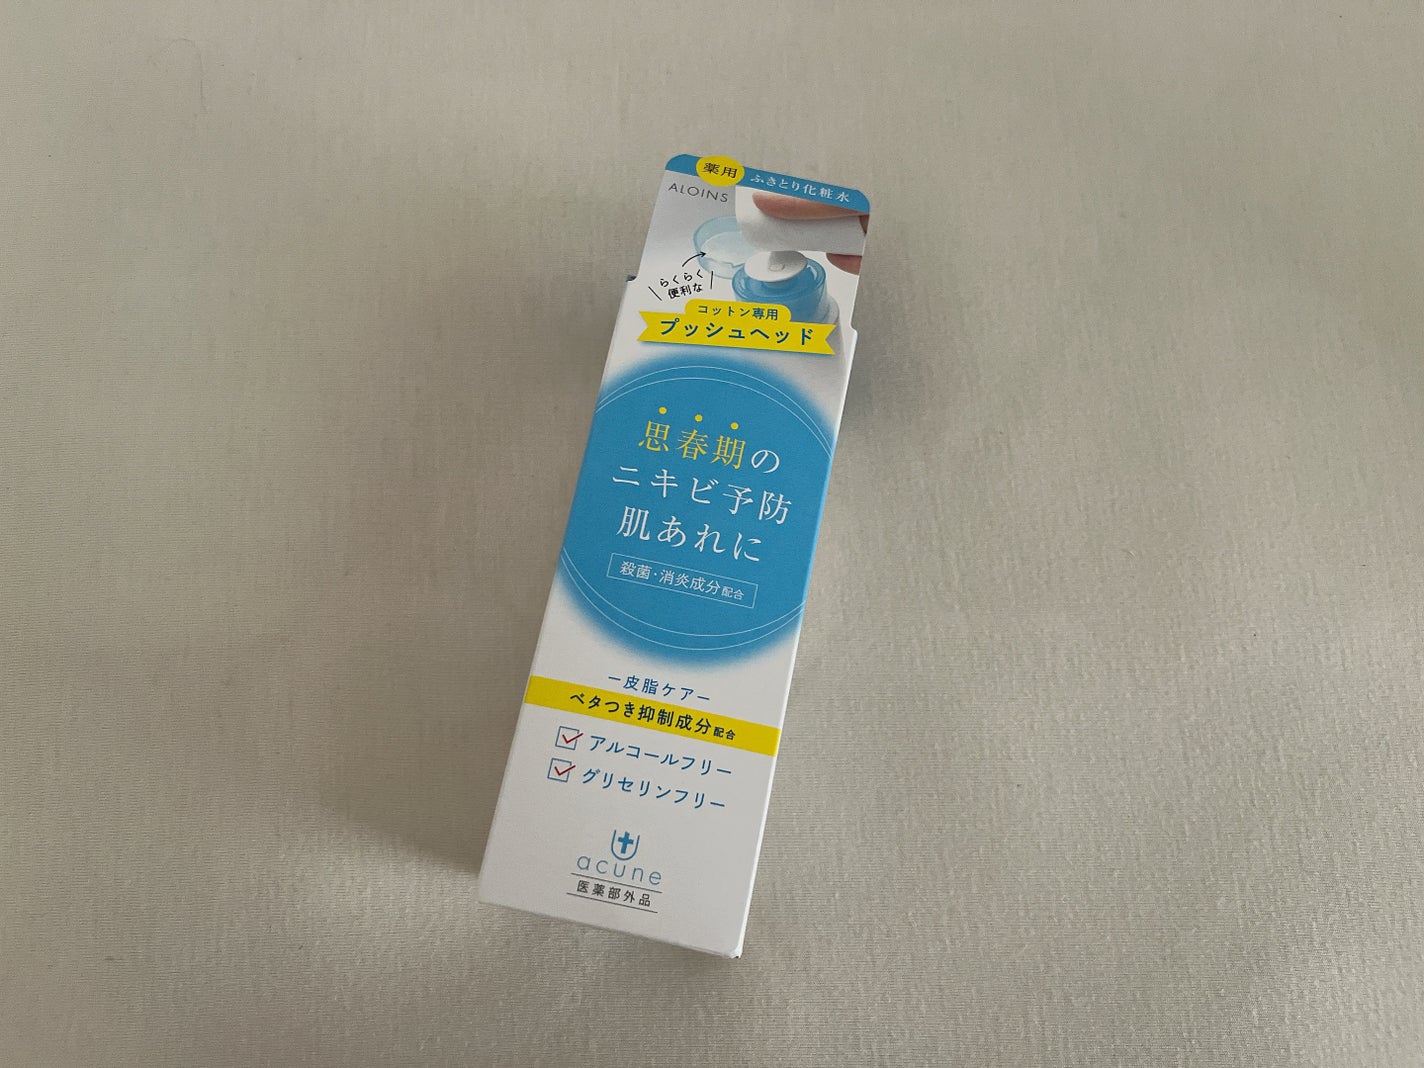 薬用 ふきとり化粧水
ALOINS
らくらく
便利な
コットン専用
プッシュヘッド
思春期の
ニキビ予防
肌あれに
殺菌・消炎成分配合
ー皮脂ケアー
ベタつき抑制成分配合
アルコールフリー
グリセリンフリー
acune
医薬部外品